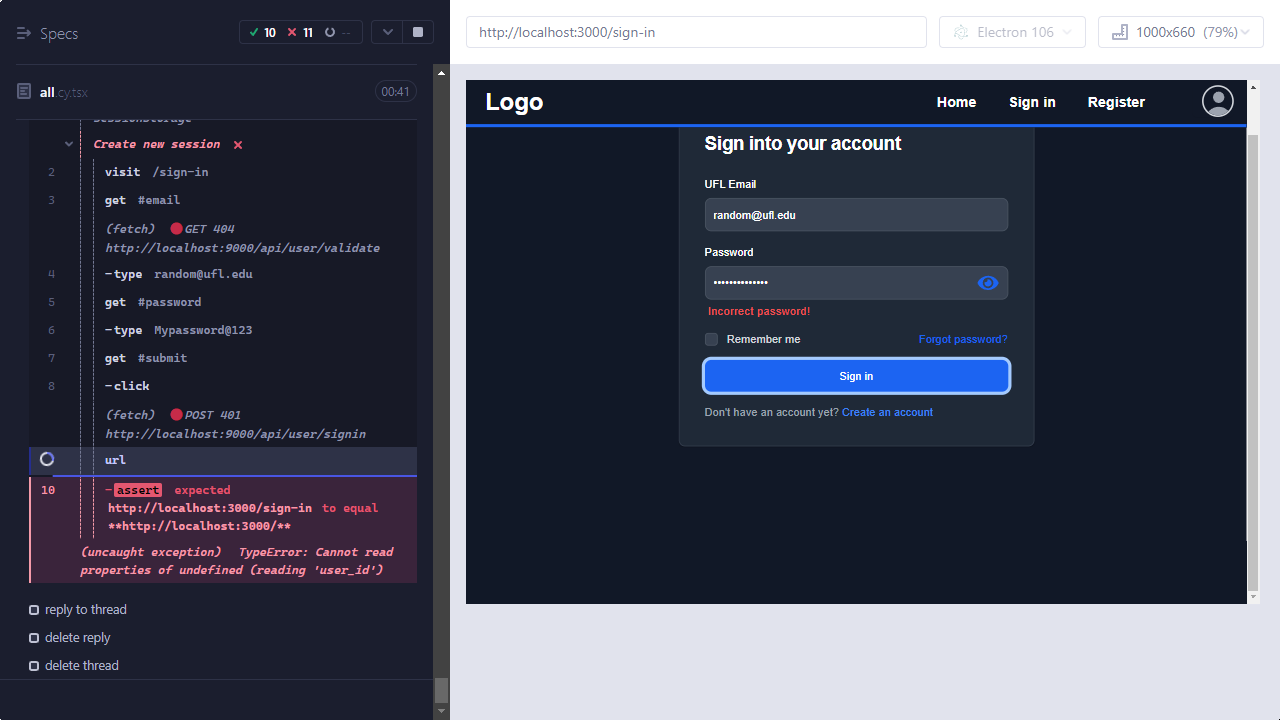 Specs
10 11 --
all.cy.tsx 00:41
sessionStorage
Create new session
2 visit /sign-in
3 get #email
(fetch) GET 404
http://localhost:9000/api/user/validate
4 -type random@ufl.edu
5 get #password
6 -type Mypassword@123
7 get #submit
8 -click
(fetch) POST 401
http://localhost:9000/api/user/signin
url
10 -assert expected
http://localhost:3000/sign-in to equal
**http://localhost:3000/**
(uncaught exception) TypeError: Cannot read
properties of undefined (reading 'user_id')
reply to thread
delete reply
delete thread
http://localhost:3000/sign-in
Electron 106
1000x660 (79%)
Logo
Home Sign in Register
Sign into your account
UFL Email
random@ufl.edu
Password
••••••••••••••
Incorrect password!
Remember me Forgot password?
Sign in
Don't have an account yet? Create an account